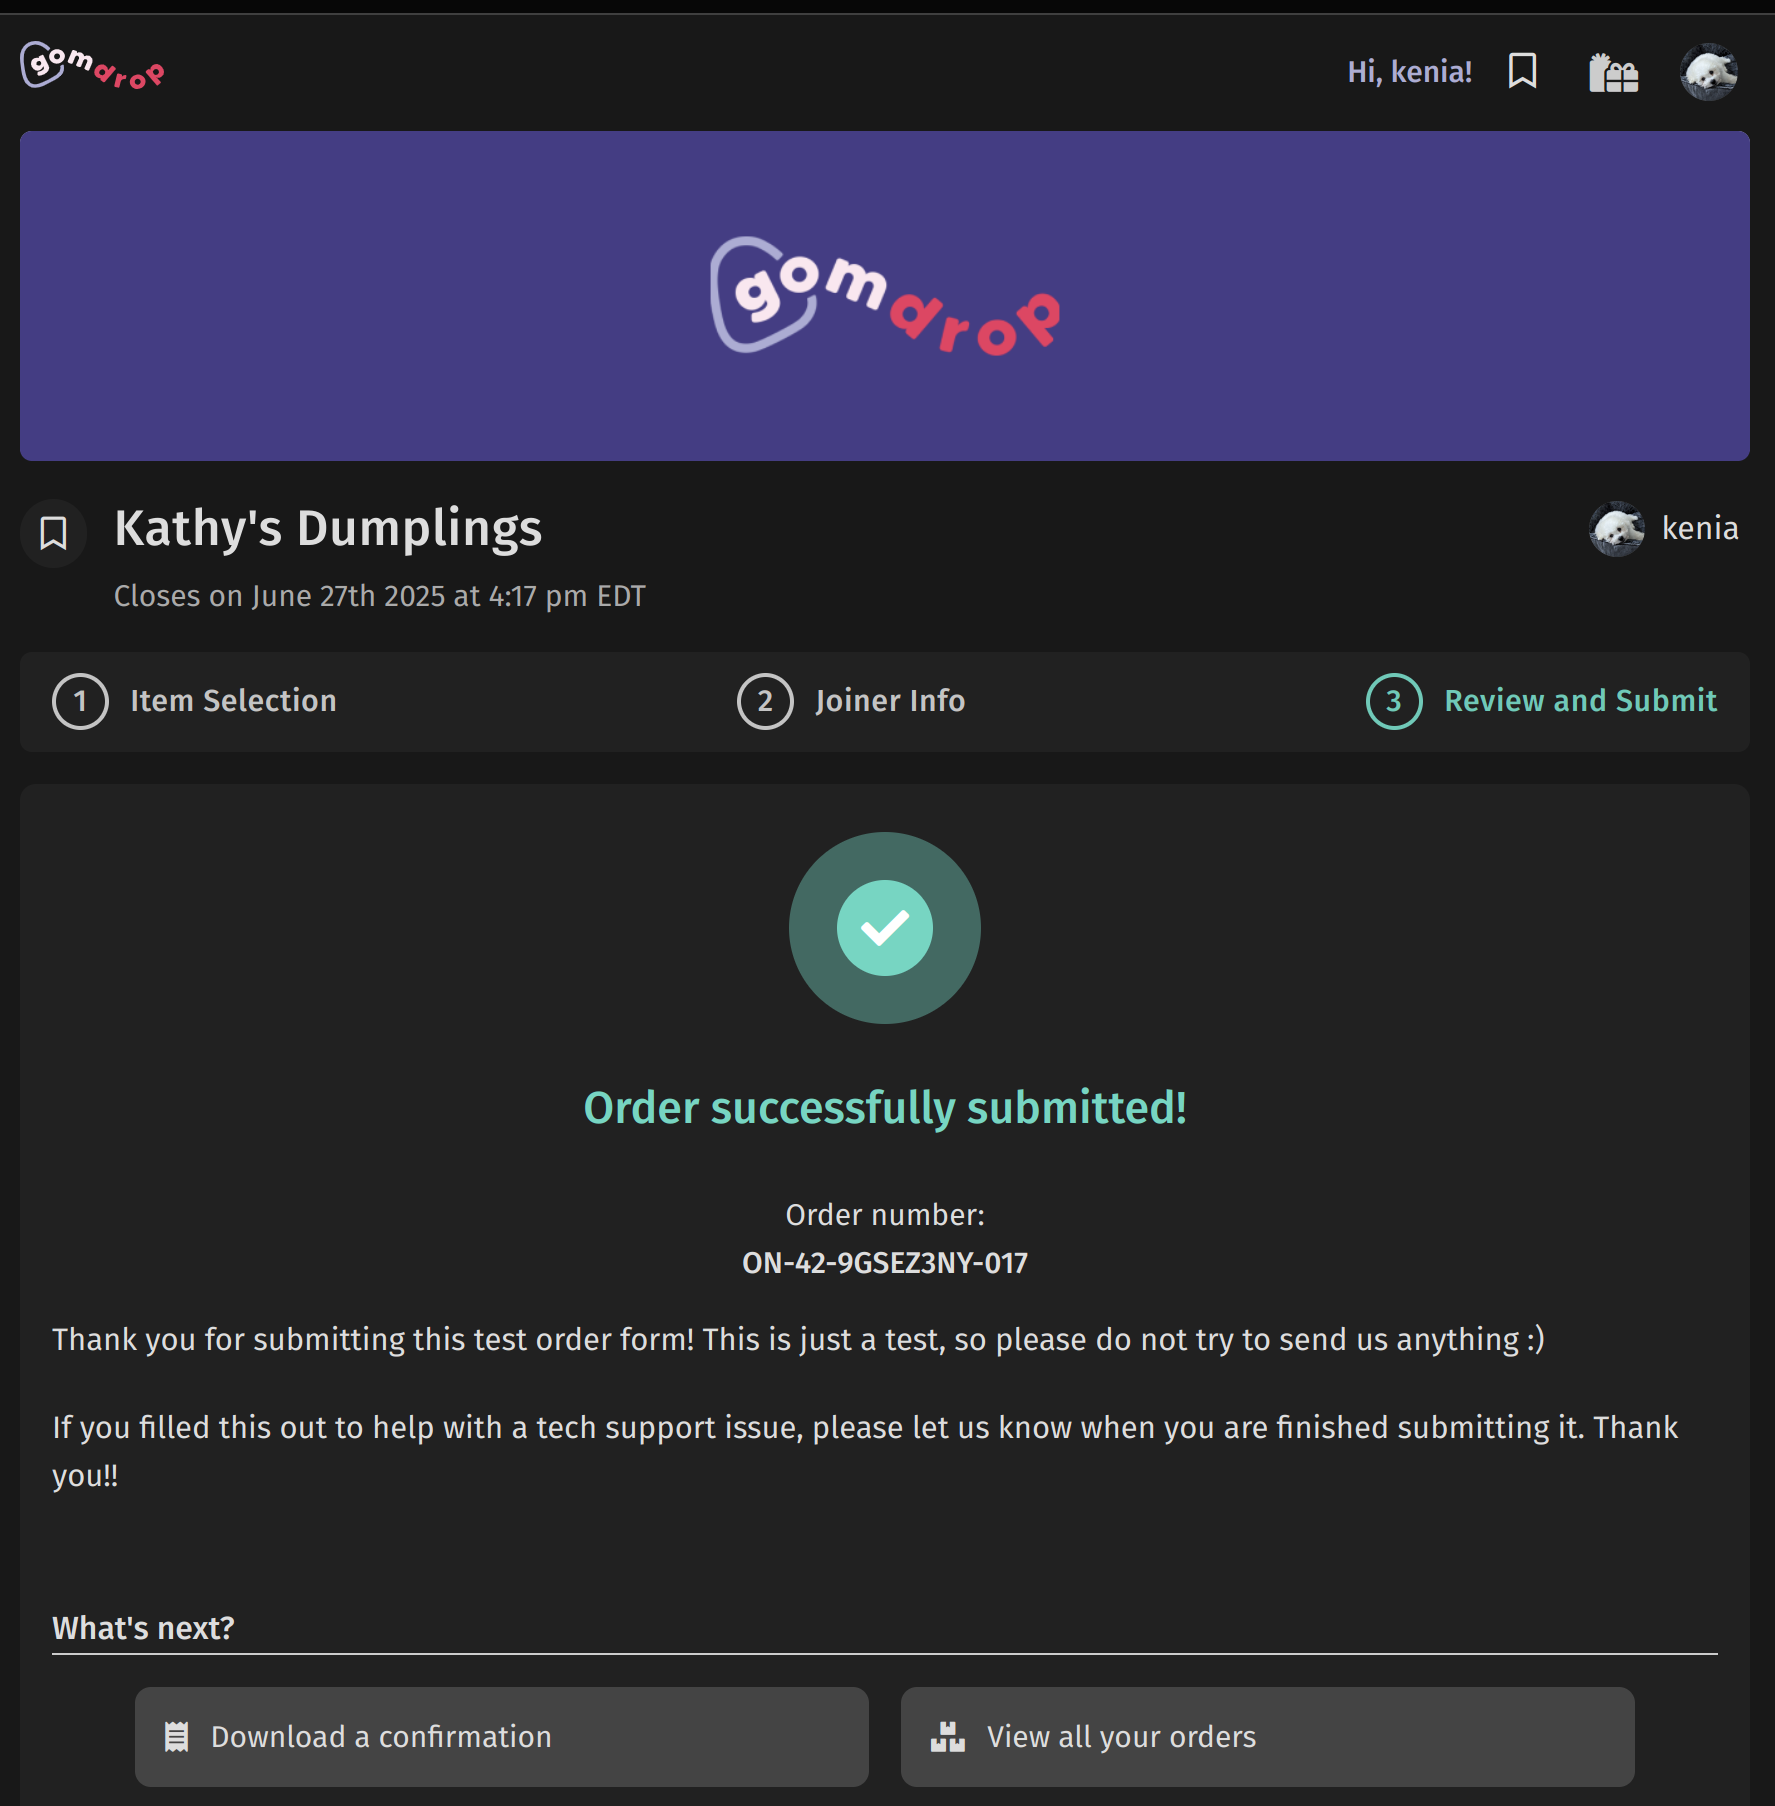 gomdrop
Hi, kenia!
gomdrop
Kathy's Dumplings
kenia
Closes on June 27th 2025 at 4:17 pm EDT
1 Item Selection
2 Joiner Info
3 Review and Submit
Order successfully submitted!
Order number:
ON-42-9GSEZ3NY-017
Thank you for submitting this test order form! This is just a test, so please do not try to send us anything :)
If you filled this out to help with a tech support issue, please let us know when you are finished submitting it. Thank
you!!
What's next?
Download a confirmation
View all your orders